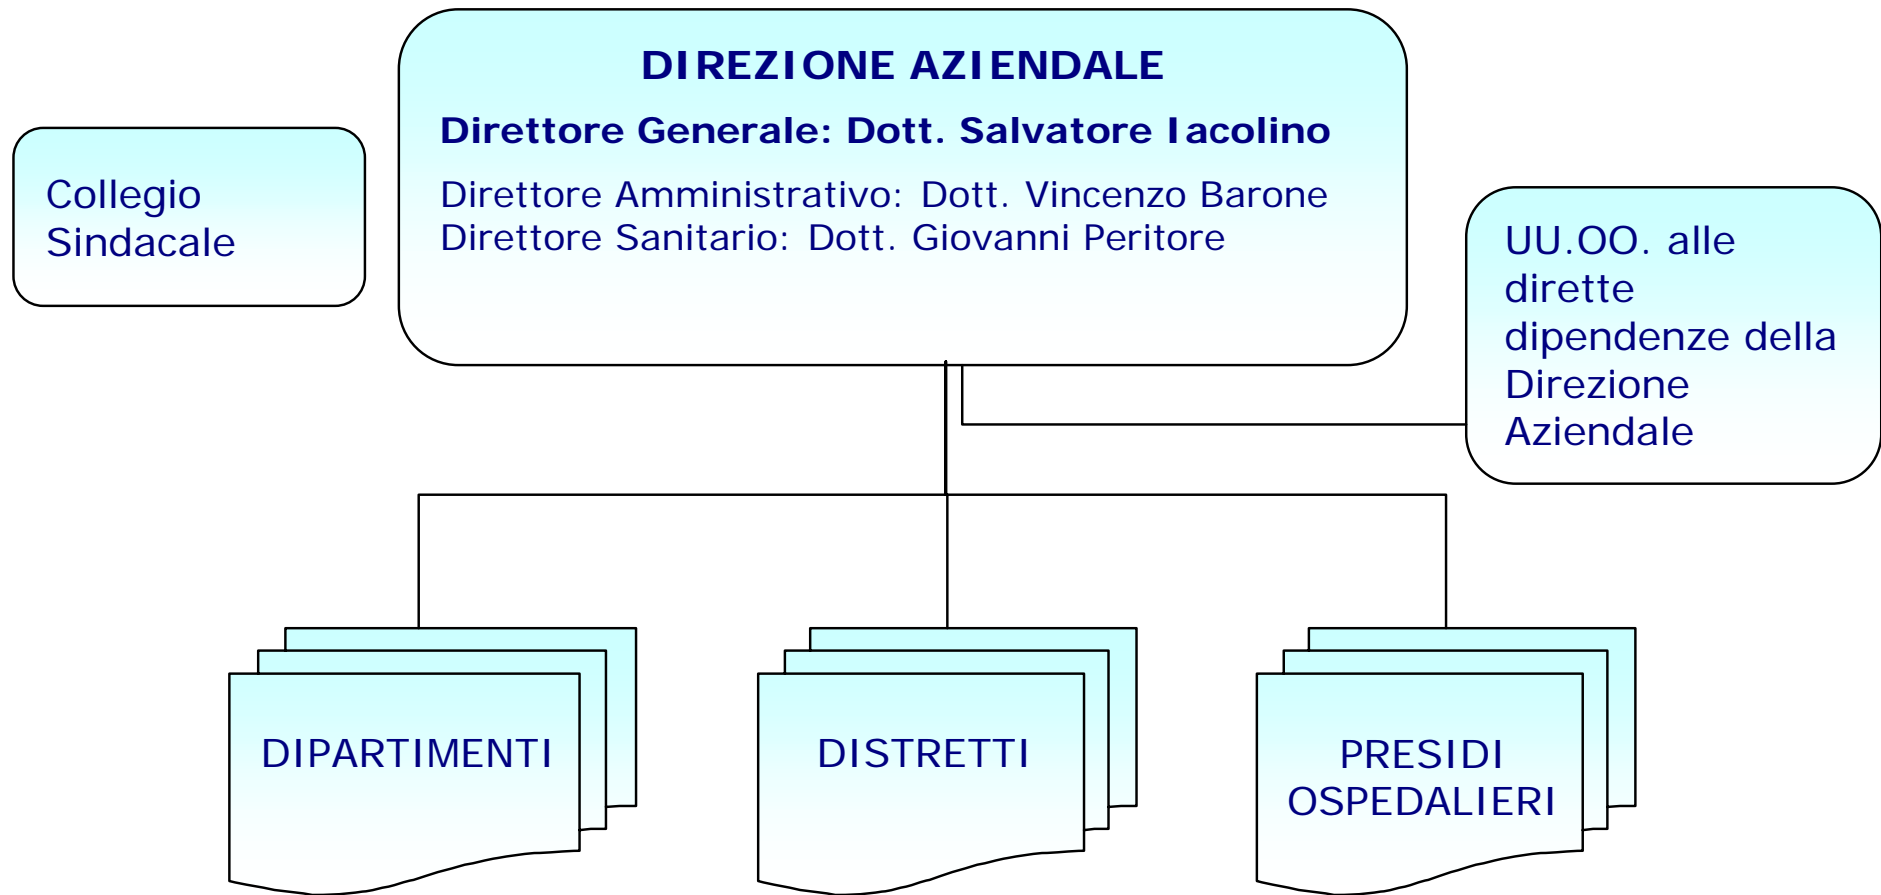 DIREZIONE AZIENDALE
Direttore Generale: Dott. Salvatore Iacolino
Direttore Amministrativo: Dott. Vincenzo Barone
Direttore Sanitario: Dott. Giovanni Peritore
Collegio
Sindacale
UU.OO. alle
dirette
dipendenze della
Direzione
Aziendale
DIPARTIMENTI
DISTRETTI
PRESIDI
OSPEDALIERI